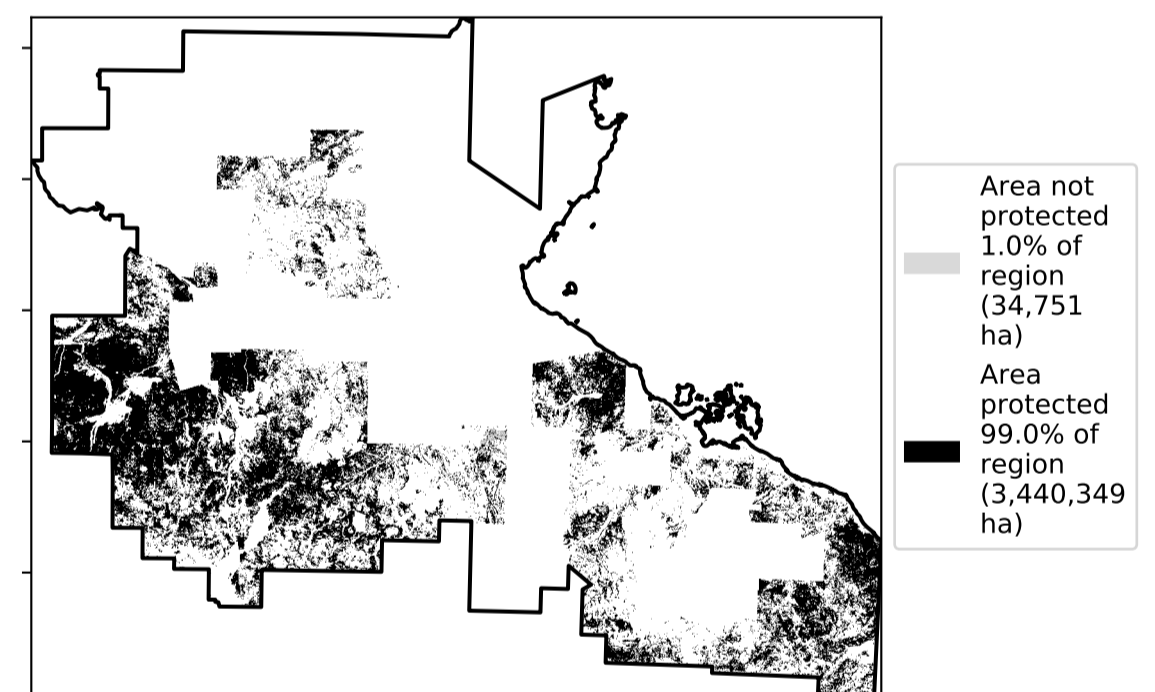 Area not
protected
1.0% of
region
(34,751
ha)
Area
protected
99.0% of
region
(3,440,349
ha)